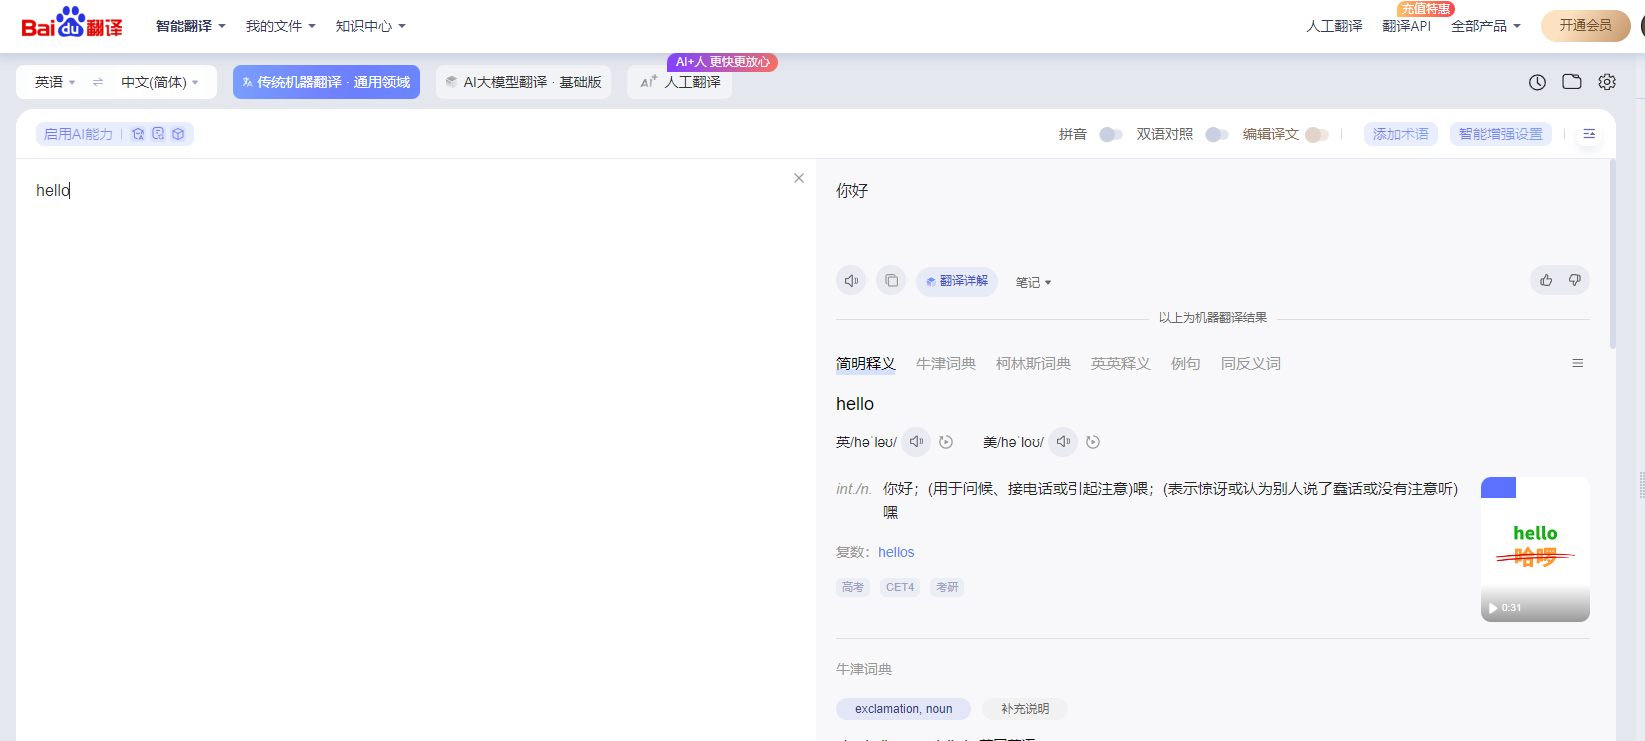 Bai du 翻译 智能翻译 我的文件 知识中心 人工翻译 翻译API 充值特惠 全部产品 开通会员
英语 中文(简体) 传统机器翻译 · 通用领域 AI大模型翻译 · 基础版 AI+ 人工翻译 AI+人 更快更放心
启用AI能力 拼音 双语对照 编辑译文 添加术语 智能增强设置
hello
你好
翻译详解 笔记
以上为机器翻译结果
简明释义 牛津词典 柯林斯词典 英英释义 例句 同反义词
hello
英/həˈləʊ/ 美/həˈloʊ/
int./n. 你好；(用于问候、接电话或引起注意)喂；(表示惊讶或认为别人说了蠢话或没有注意听)
嘿
复数：hellos
高考 CET4 考研
hello
哈啰
0:31
牛津词典
exclamation, noun 补充说明